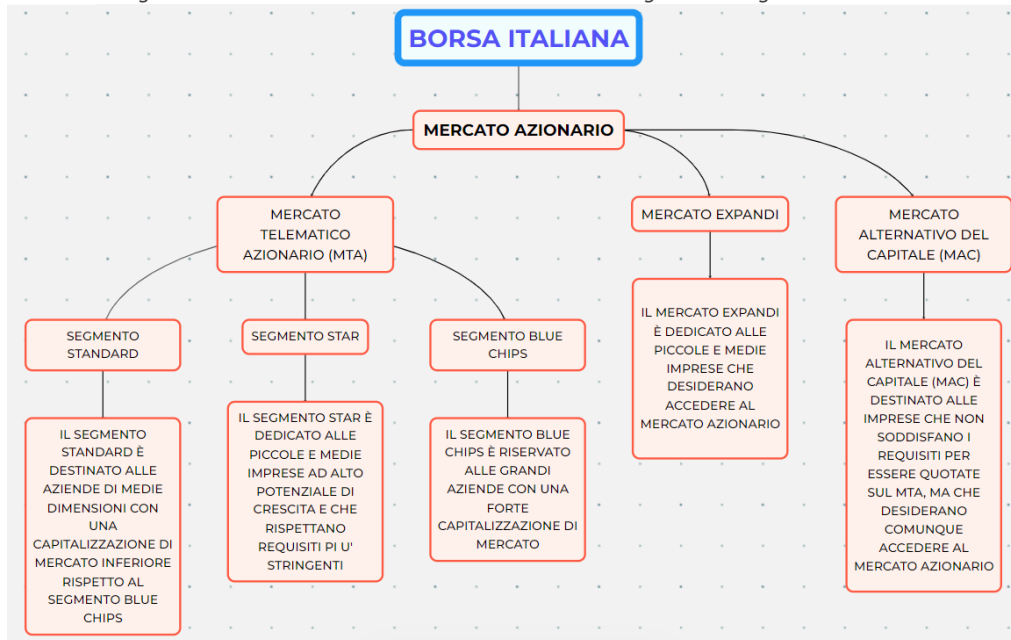 BORSA ITALIANA
MERCATO AZIONARIO
MERCATO
TELEMATICO
AZIONARIO (MTA)
MERCATO EXPANDI
MERCATO
ALTERNATIVO DEL
CAPITALE (MAC)
SEGMENTO
STANDARD
SEGMENTO STAR
SEGMENTO BLUE
CHIPS
IL SEGMENTO
STANDARD È
DESTINATO ALLE
AZIENDE DI MEDIE
DIMENSIONI CON
UNA
CAPITALIZZAZIONE DI
MERCATO INFERIORE
RISPETTO AL
SEGMENTO BLUE
CHIPS
IL SEGMENTO STAR È
DEDICATO ALLE
PICCOLE E MEDIE
IMPRESE AD ALTO
POTENZIALE DI
CRESCITA E CHE
RISPETTANO
REQUISITI PI U'
STRINGENTI
IL SEGMENTO BLUE
CHIPS È RISERVATO
ALLE GRANDI
AZIENDE CON UNA
FORTE
CAPITALIZZAZIONE DI
MERCATO
IL MERCATO EXPANDI
È DEDICATO ALLE
PICCOLE E MEDIE
IMPRESE CHE
DESIDERANO
ACCEDERE AL
MERCATO AZIONARIO
IL MERCATO
ALTERNATIVO DEL
CAPITALE (MAC) È
DESTINATO ALLE
IMPRESE CHE NON
SODDISFANO I
REQUISITI PER
ESSERE QUOTATE
SUL MTA, MA CHE
DESIDERANO
COMUNQUE
ACCEDERE AL
MERCATO AZIONARIO